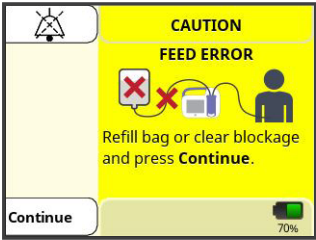 CAUTION
FEED ERROR
Refill bag or clear blockage
and press Continue.
Continue
70%